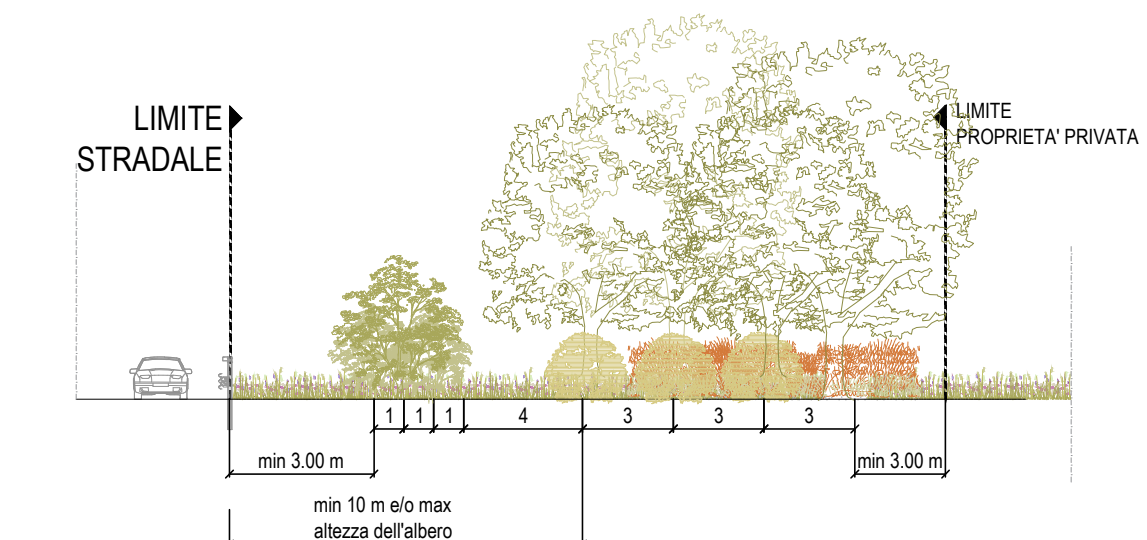 LIMITE
STRADALE
LIMITE
PROPRIETA' PRIVATA
1 1 1 4 3 3 3
min 3.00 m
min 3.00 m
min 10 m e/o max
altezza dell'albero